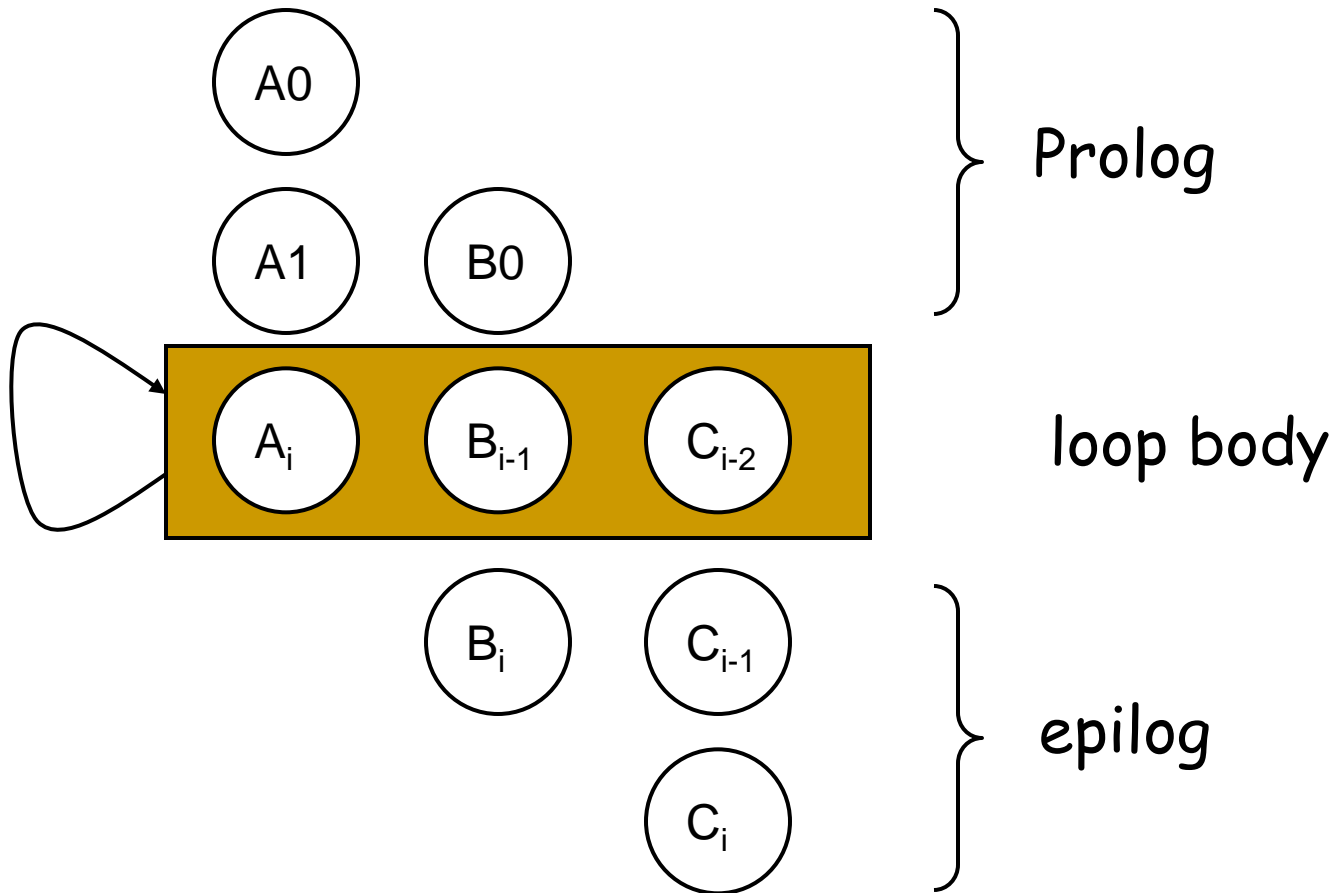 A0
Prolog
A1 B0
Aᵢ Bᵢ₋₁ Cᵢ₋₂
loop body
Bᵢ Cᵢ₋₁
epilog
Cᵢ